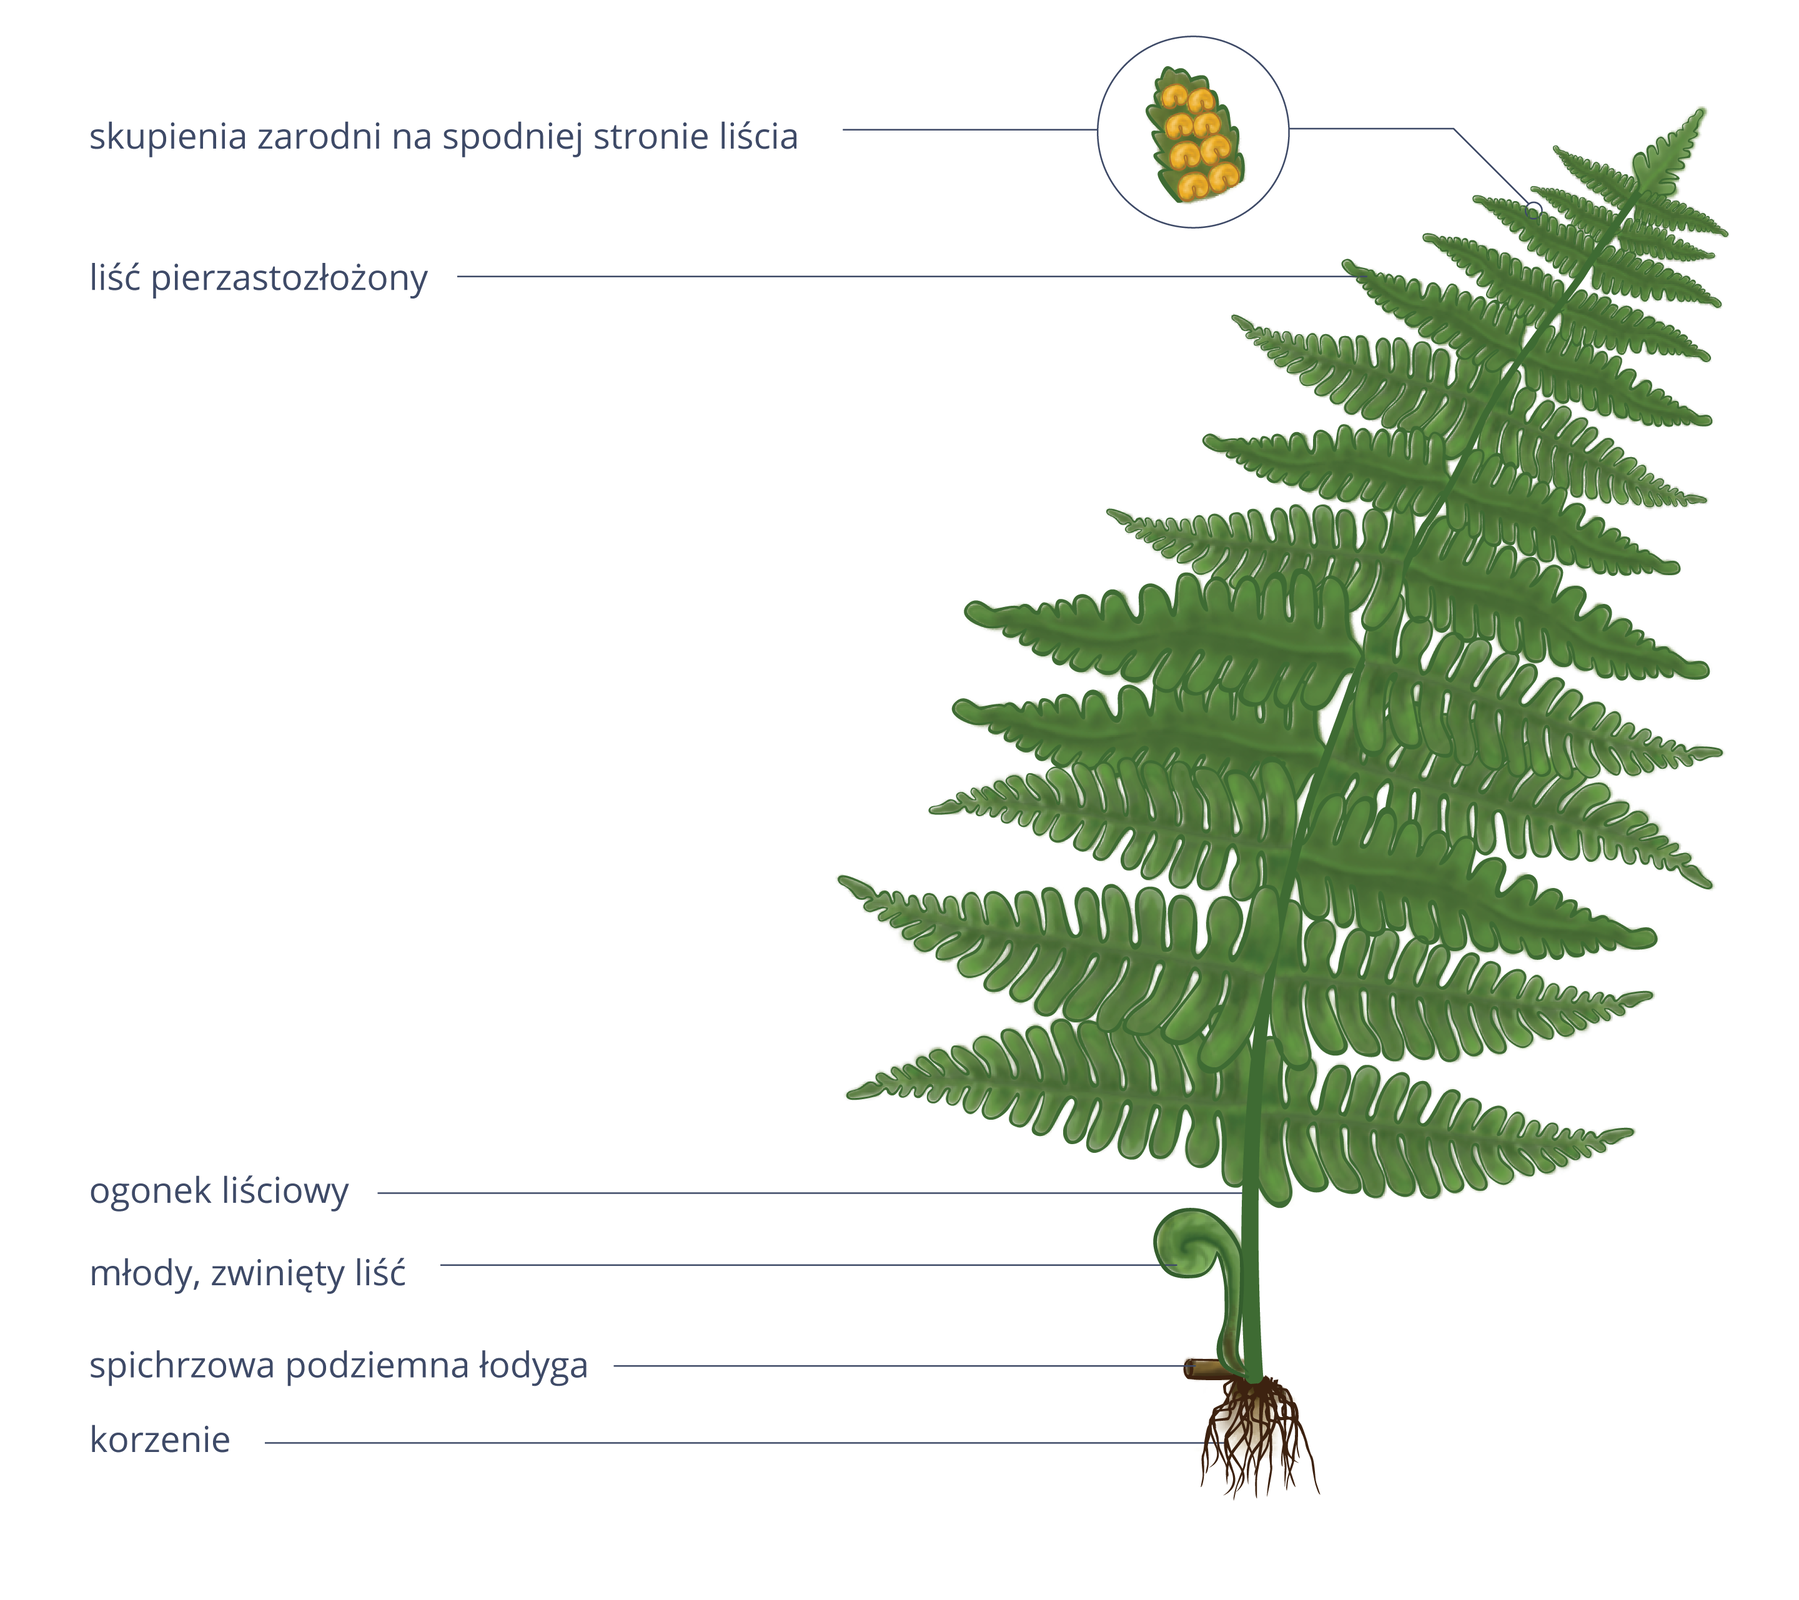 skupienia zarodni na spodniej stronie liścia
liść pierzastozłożony
ogonek liściowy
młody, zwinięty liść
spichrzowa podziemna łodyga
korzenie